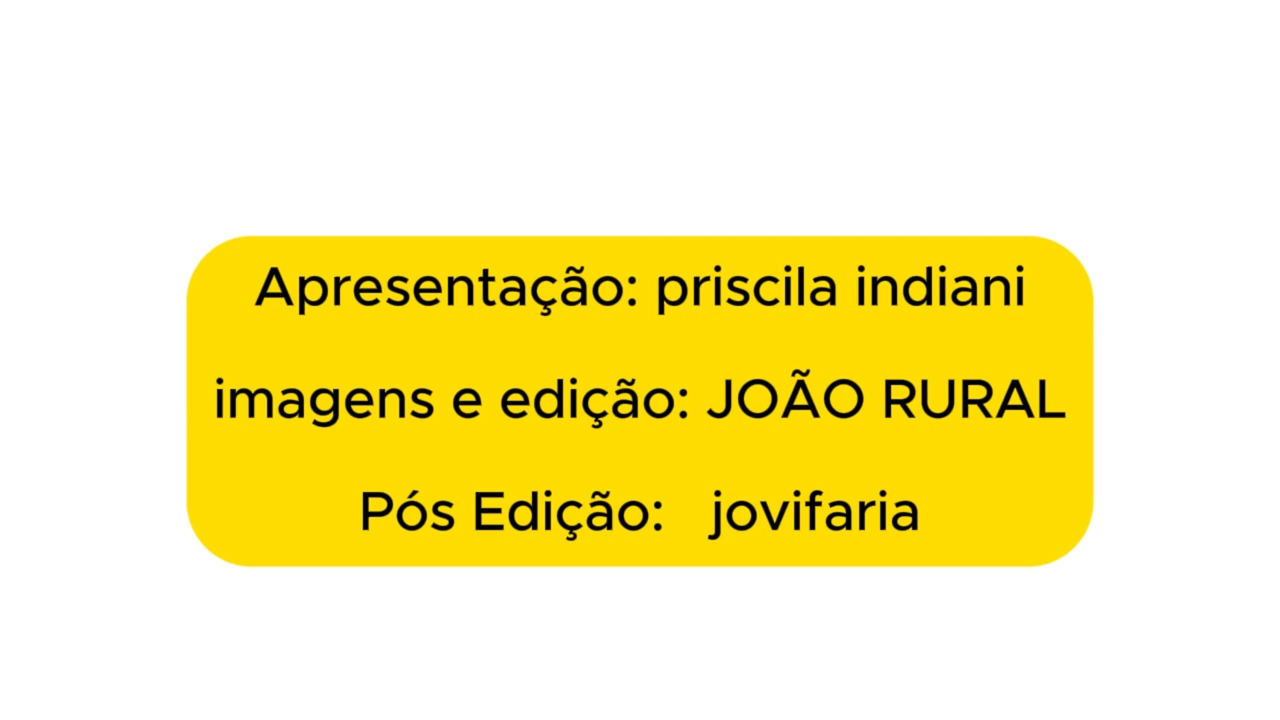 Apresentação: priscila indiani
imagens e edição: JOÃO RURAL
Pós Edição: jovifaria